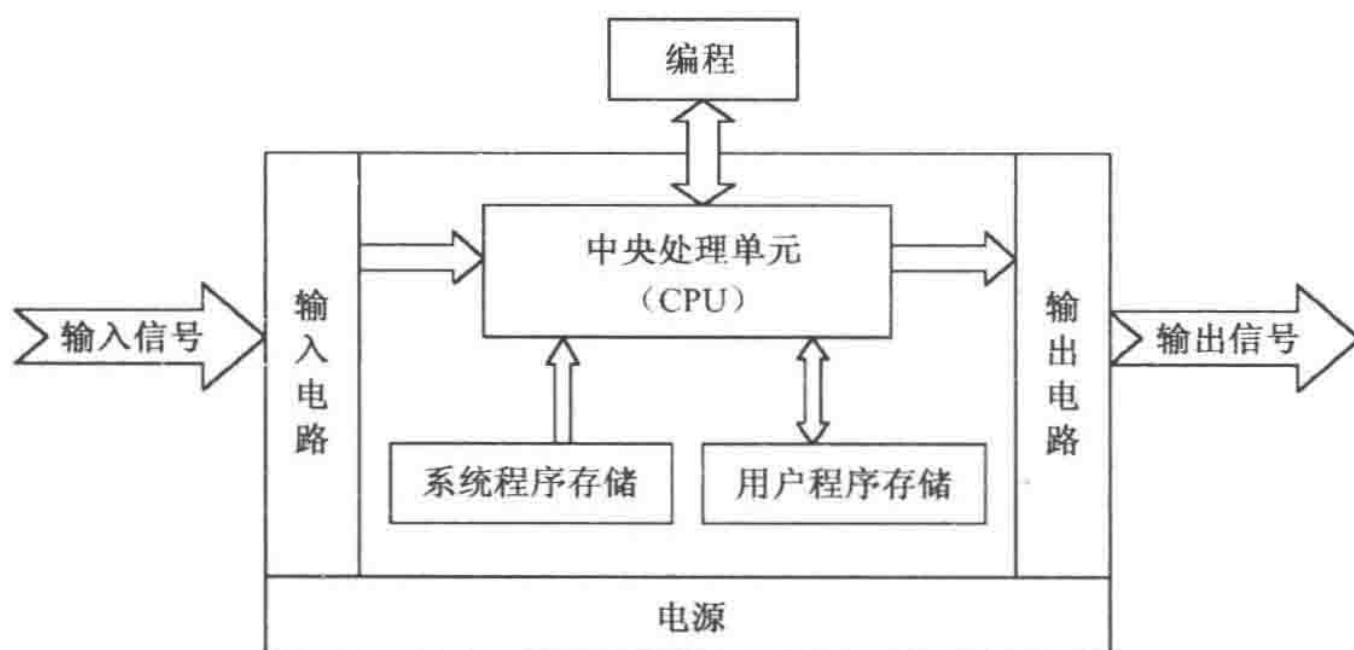 编程
中央处理单元
（CPU）
输入信号
输入电路
输出电路
输出信号
系统程序存储
用户程序存储
电源